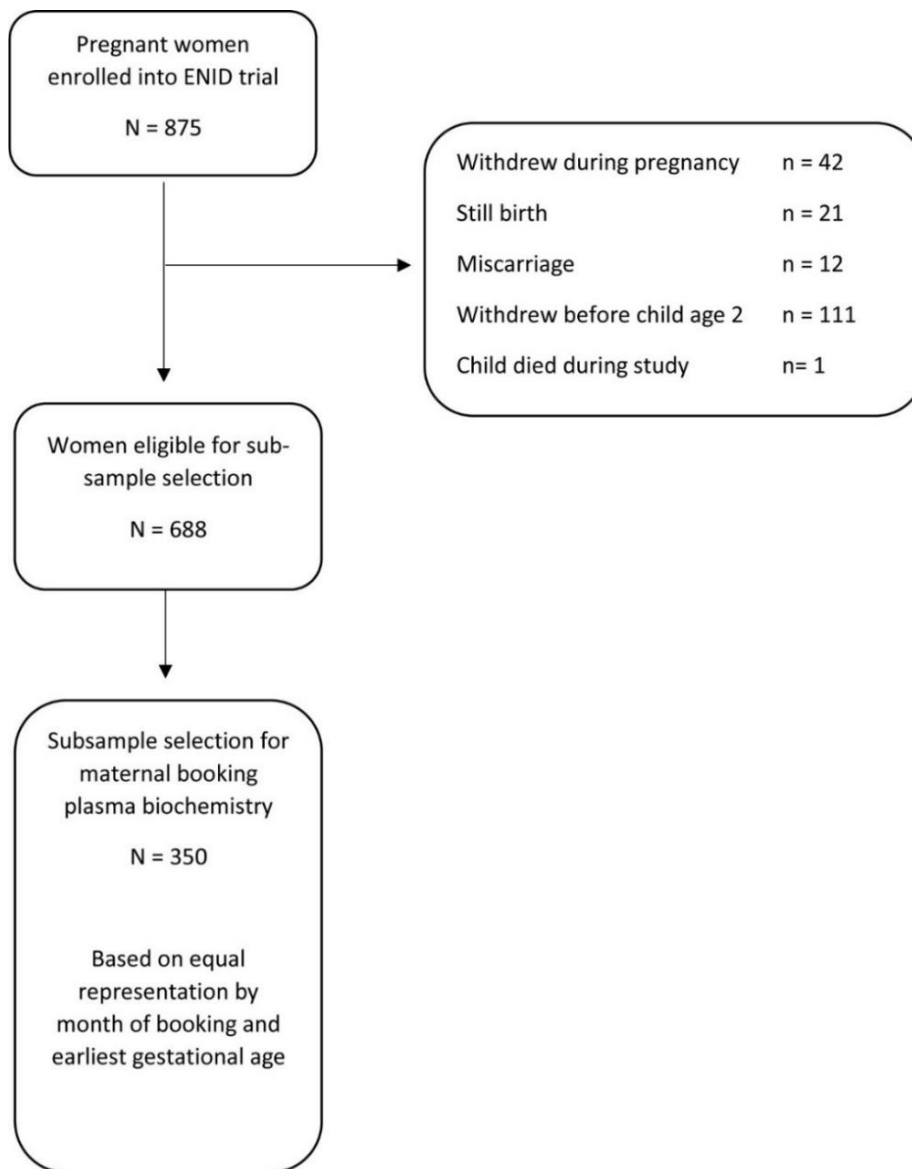 Pregnant women
enrolled into ENID trial
N = 875
Withdrew during pregnancy n = 42
Still birth n = 21
Miscarriage n = 12
Withdrew before child age 2 n = 111
Child died during study n= 1
Women eligible for sub-
sample selection
N = 688
Subsample selection for
maternal booking
plasma biochemistry
N = 350
Based on equal
representation by
month of booking and
earliest gestational age